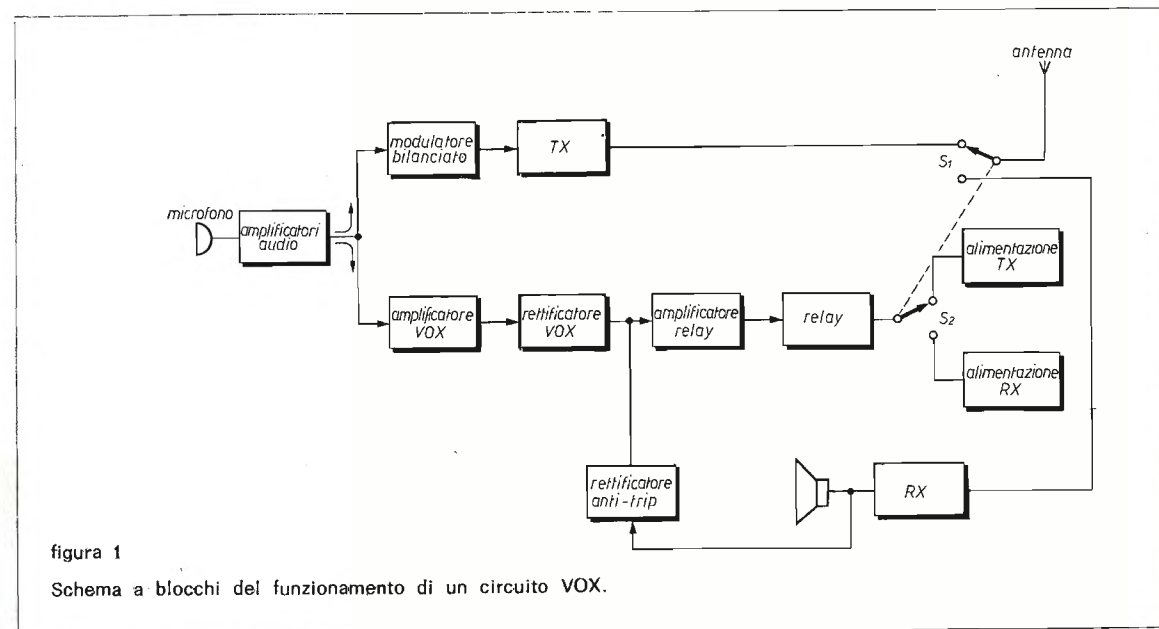 antenna
modulatore
bilanciato
TX
S1
microfono
amplificatori
audio
alimentazione
TX
amplificatore
VOX
rettificatore
VOX
amplificatore
relay
relay
S2
alimentazione
RX
rettificatore
anti-trip
RX
figura 1
Schema a blocchi del funzionamento di un circuito VOX.